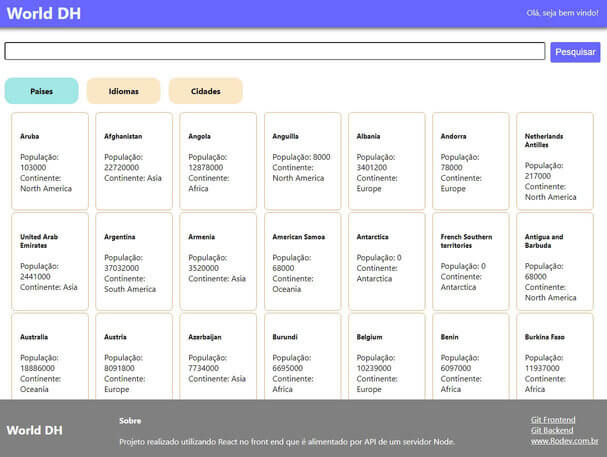 World DH
Olá, seja bem vindo!
Pesquisar
Paises
Idiomas
Cidades
Aruba
População:
103000
Continente:
North America
Afghanistan
População:
22720000
Continente: Asia
Angola
População:
12878000
Continente:
Africa
Anguilla
População: 8000
Continente:
North America
Albania
População:
3401200
Continente:
Europe
Andorra
População:
78000
Continente:
Europe
Netherlands
Antilles
População:
217000
Continente:
North America
United Arab
Emirates
População:
2441000
Continente: Asia
Argentina
População:
37032000
Continente:
South America
Armenia
População:
3520000
Continente: Asia
American Samoa
População:
68000
Continente:
Oceania
Antarctica
População: 0
Continente:
Antarctica
French Southern
territories
População: 0
Continente:
Antarctica
Antigua and
Barbuda
População:
68000
Continente:
North America
Australia
População:
18886000
Continente:
Oceania
Austria
População:
8091800
Continente:
Europe
Azerbaijan
População:
7734000
Continente: Asia
Burundi
População:
6695000
Continente:
Africa
Belgium
População:
10239000
Continente:
Europe
Benin
População:
6097000
Continente:
Africa
Burkina Faso
População:
11937000
Continente:
Africa
World DH
Sobre
Projeto realizado utilizando React no front end que é alimentado por API de um servidor Node.
Git Frontend
Git Backend
www.Rodev.com.br